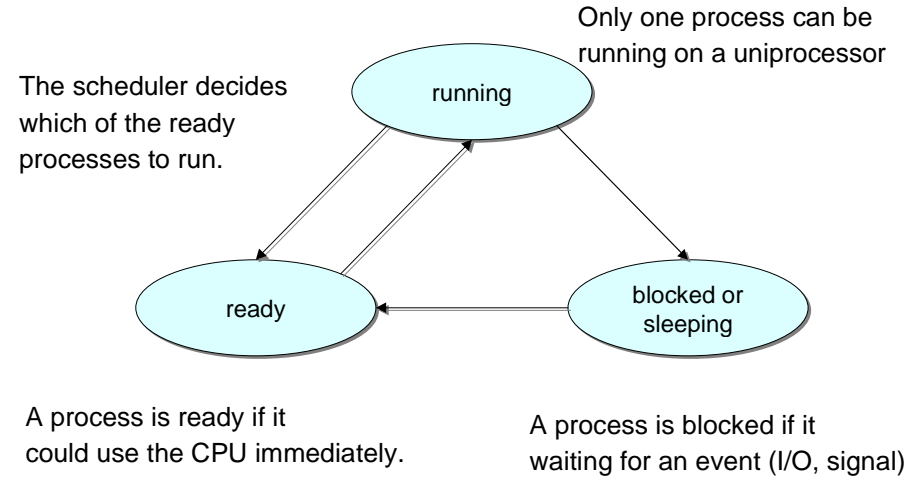 Only one process can be
running on a uniprocessor
The scheduler decides
which of the ready
processes to run.
running
ready
blocked or
sleeping
A process is ready if it
could use the CPU immediately.
A process is blocked if it
waiting for an event (I/O, signal)